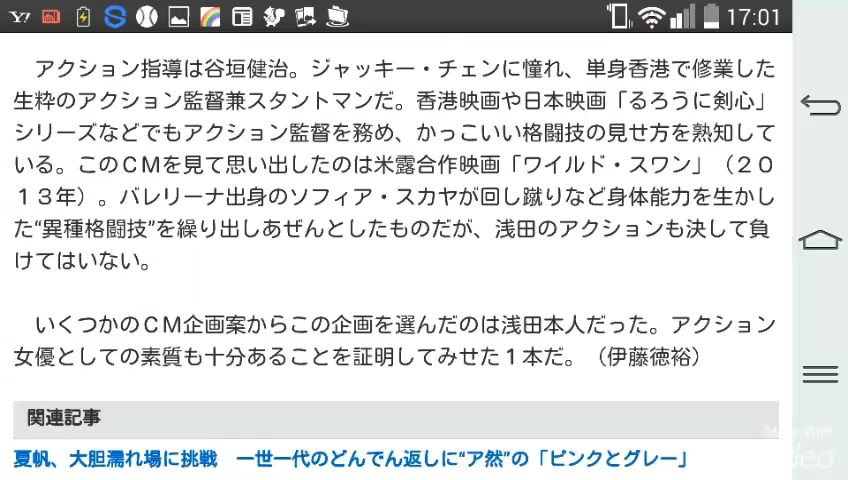 Y! 17:01
アクション指導は谷垣健治。ジャッキー・チェンに憧れ、単身香港で修業した
生粋のアクション監督兼スタントマンだ。香港映画や日本映画「るろうに剣心」
シリーズなどでもアクション監督を務め、かっこいい格闘技の見せ方を熟知して
いる。このＣＭを見て思い出したのは米露合作映画「ワイルド・スワン」（２０
１３年）。バレリーナ出身のソフィア・スカヤが回し蹴りなど身体能力を生かし
た“異種格闘技”を繰り出しあぜんとしたものだが、浅田のアクションも決して負
けてはいない。
いくつかのＣＭ企画案からこの企画を選んだのは浅田本人だった。アクション
女優としての素質も十分あることを証明してみせた１本だ。（伊藤徳裕）
関連記事
夏帆、大胆濡れ場に挑戦　一世一代のどんでん返しに“ア然”の「ピンクとグレー」